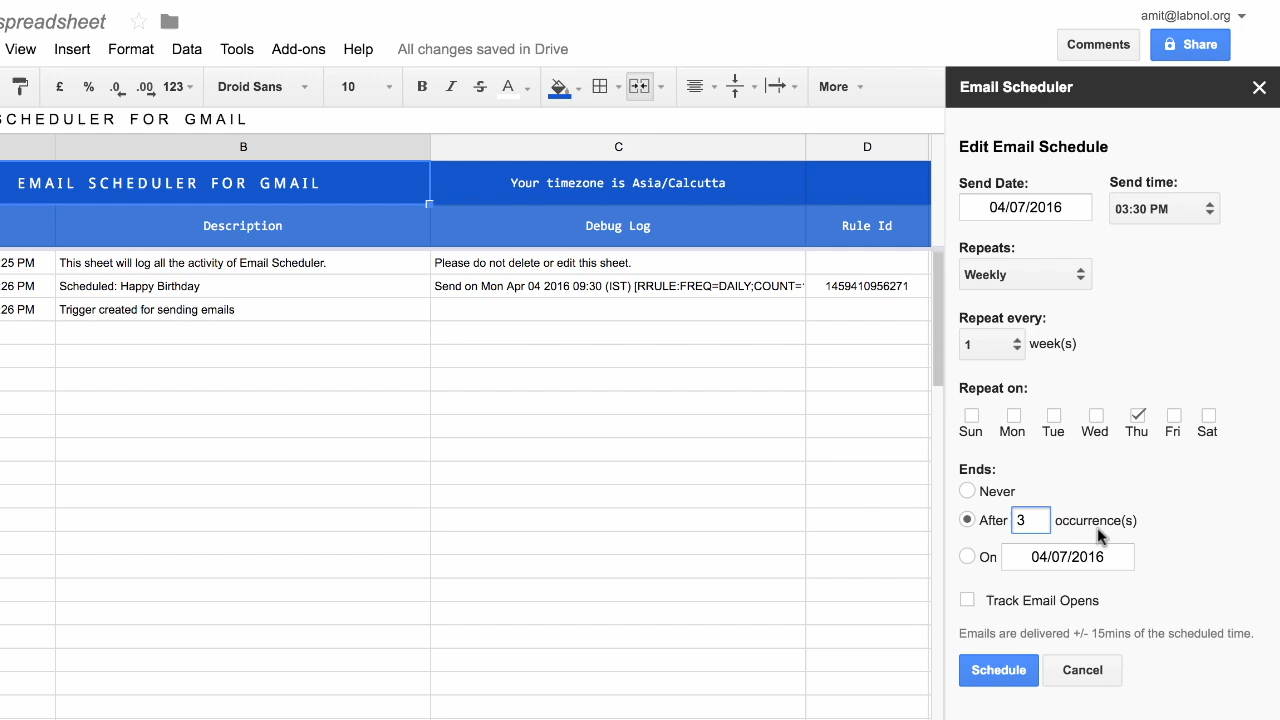 spreadsheet
amit@labnol.org
View Insert Format Data Tools Add-ons Help All changes saved in Drive
Comments Share
£ % .0 .00 123 Droid Sans 10 B I S A More
SCHEDULER FOR GMAIL
B C D
EMAIL SCHEDULER FOR GMAIL Your timezone is Asia/Calcutta
Description Debug Log Rule Id
25 PM This sheet will log all the activity of Email Scheduler. Please do not delete or edit this sheet.
26 PM Scheduled: Happy Birthday Send on Mon Apr 04 2016 09:30 (IST) [RRULE:FREQ=DAILY;COUNT= 1459410956271
26 PM Trigger created for sending emails
Email Scheduler
Edit Email Schedule
Send Date: Send time:
04/07/2016 03:30 PM
Repeats:
Weekly
Repeat every:
1 week(s)
Repeat on:
Sun Mon Tue Wed Thu Fri Sat
Ends:
Never
After 3 occurrence(s)
On 04/07/2016
Track Email Opens
Emails are delivered +/- 15mins of the scheduled time.
Schedule Cancel